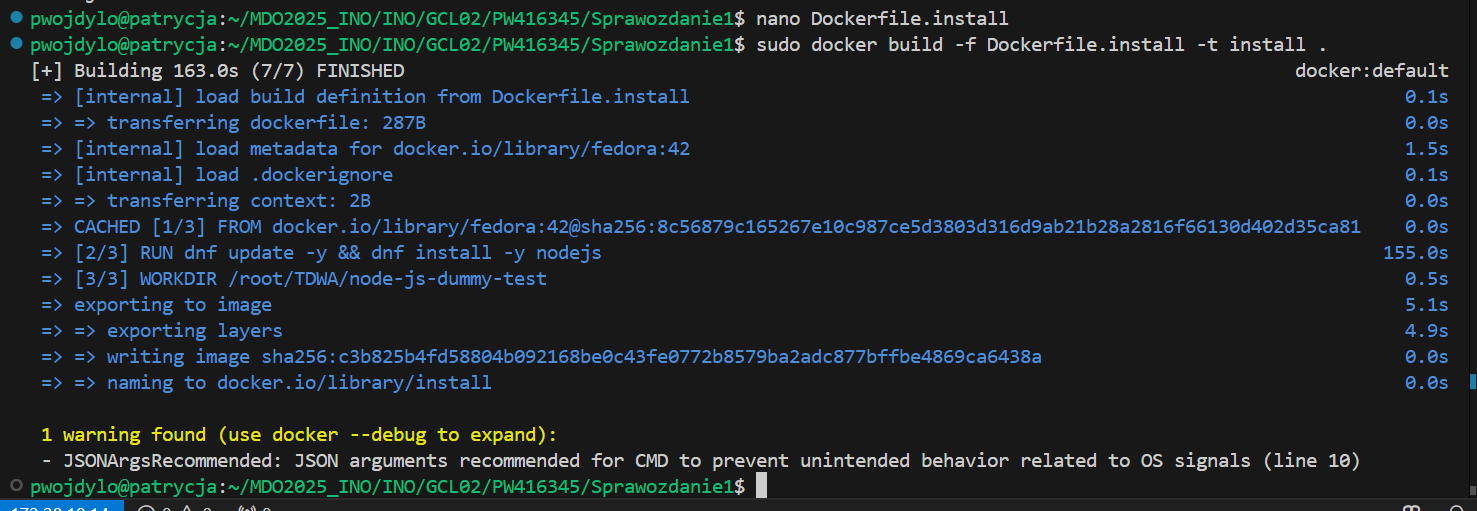 pwojdylo@patrycja:~/MDO2025_INO/INO/GCL02/PW416345/Sprawozdanie1$ nano Dockerfile.install
pwojdylo@patrycja:~/MDO2025_INO/INO/GCL02/PW416345/Sprawozdanie1$ sudo docker build -f Dockerfile.install -t install .
[+] Building 163.0s (7/7) FINISHED docker:default
=> [internal] load build definition from Dockerfile.install 0.1s
=> => transferring dockerfile: 287B 0.0s
=> [internal] load metadata for docker.io/library/fedora:42 1.5s
=> [internal] load .dockerignore 0.1s
=> => transferring context: 2B 0.0s
=> CACHED [1/3] FROM docker.io/library/fedora:42@sha256:8c56879c165267e10c987ce5d3803d316d9ab21b28a2816f66130d402d35ca81 0.0s
=> [2/3] RUN dnf update -y && dnf install -y nodejs 155.0s
=> [3/3] WORKDIR /root/TDWA/node-js-dummy-test 0.5s
=> exporting to image 5.1s
=> => exporting layers 4.9s
=> => writing image sha256:c3b825b4fd58804b092168be0c43fe0772b8579ba2adc877bffbe4869ca6438a 0.0s
=> => naming to docker.io/library/install 0.0s
1 warning found (use docker --debug to expand):
- JSONArgsRecommended: JSON arguments recommended for CMD to prevent unintended behavior related to OS signals (line 10)
pwojdylo@patrycja:~/MDO2025_INO/INO/GCL02/PW416345/Sprawozdanie1$